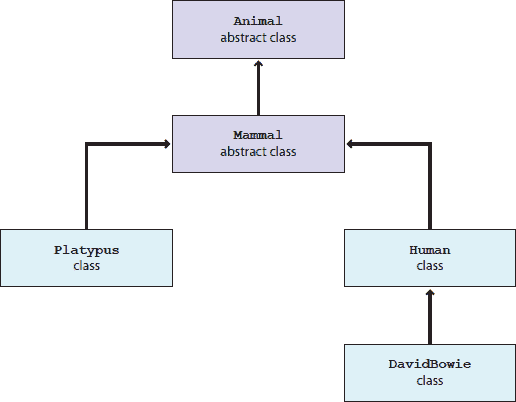 Animal
abstract class
Mammal
abstract class
Platypus
class
Human
class
DavidBowie
class